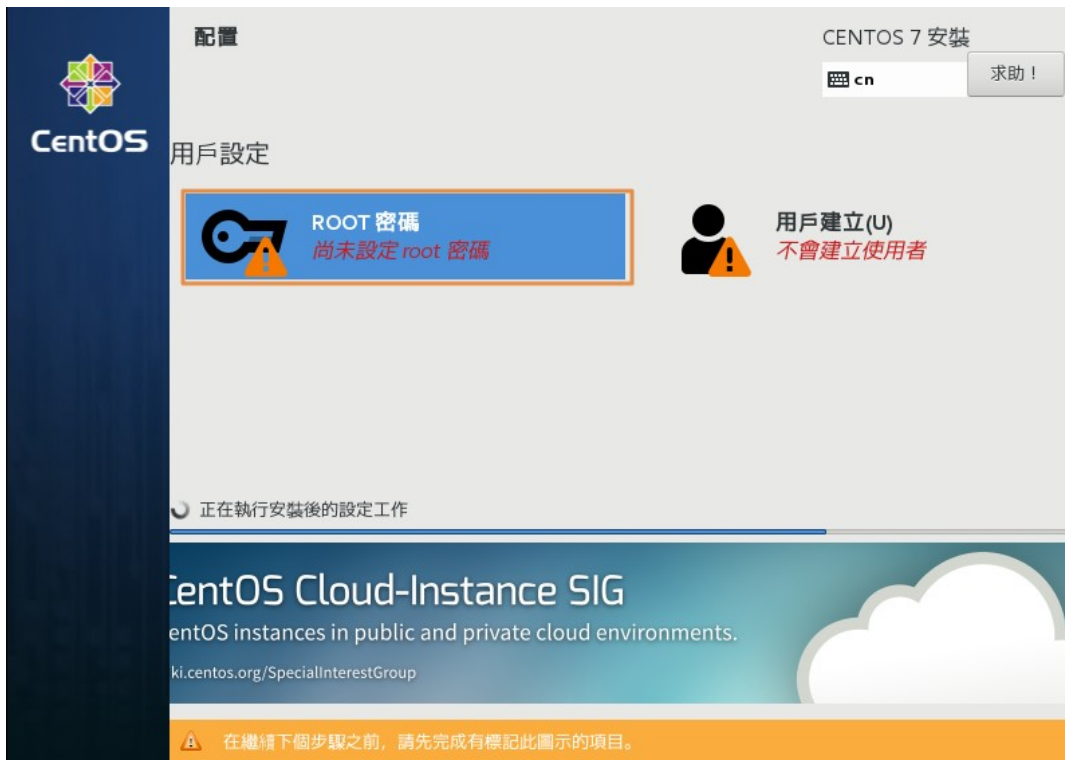 配置
CENTOS 7 安裝
cn
求助！
CentOS
用戶設定
ROOT 密碼
尚未設定 root 密碼
用戶建立(U)
不會建立使用者
正在執行安裝後的設定工作
CentOS Cloud-Instance SIG
entOS instances in public and private cloud environments.
ki.centos.org/SpecialInterestGroup
在繼續下個步驟之前，請先完成有標記此圖示的項目。